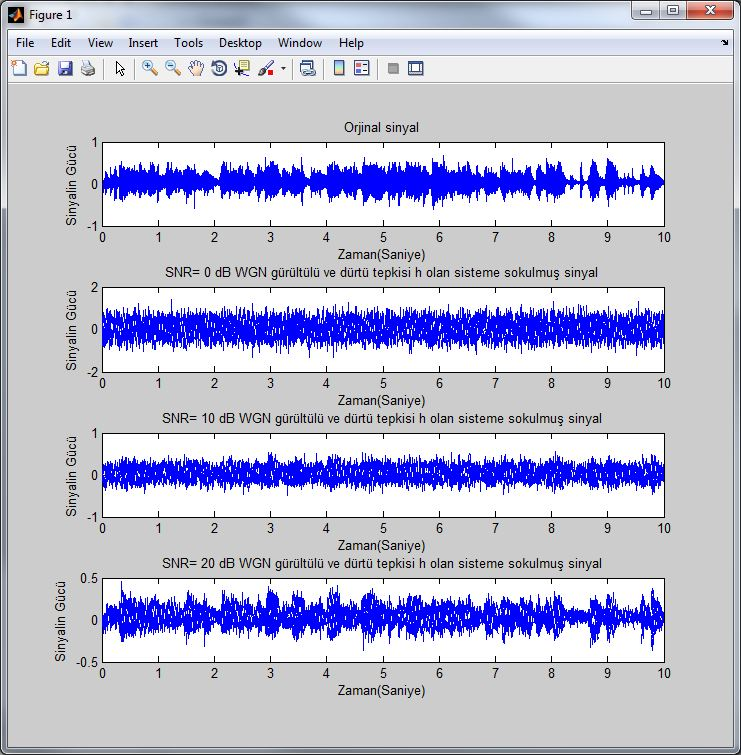 Figure 1
File Edit View Insert Tools Desktop Window Help
Orjinal sinyal
Sinyalin Gücü
1
0
-1
0 1 2 3 4 5 6 7 8 9 10
Zaman(Saniye)
SNR= 0 dB WGN gürültülü ve dürtü tepkisi h olan sisteme sokulmuş sinyal
Sinyalin Gücü
2
0
-2
0 1 2 3 4 5 6 7 8 9 10
Zaman(Saniye)
SNR= 10 dB WGN gürültülü ve dürtü tepkisi h olan sisteme sokulmuş sinyal
Sinyalin Gücü
1
0
-1
0 1 2 3 4 5 6 7 8 9 10
Zaman(Saniye)
SNR= 20 dB WGN gürültülü ve dürtü tepkisi h olan sisteme sokulmuş sinyal
Sinyalin Gücü
0.5
0
-0.5
0 1 2 3 4 5 6 7 8 9 10
Zaman(Saniye)